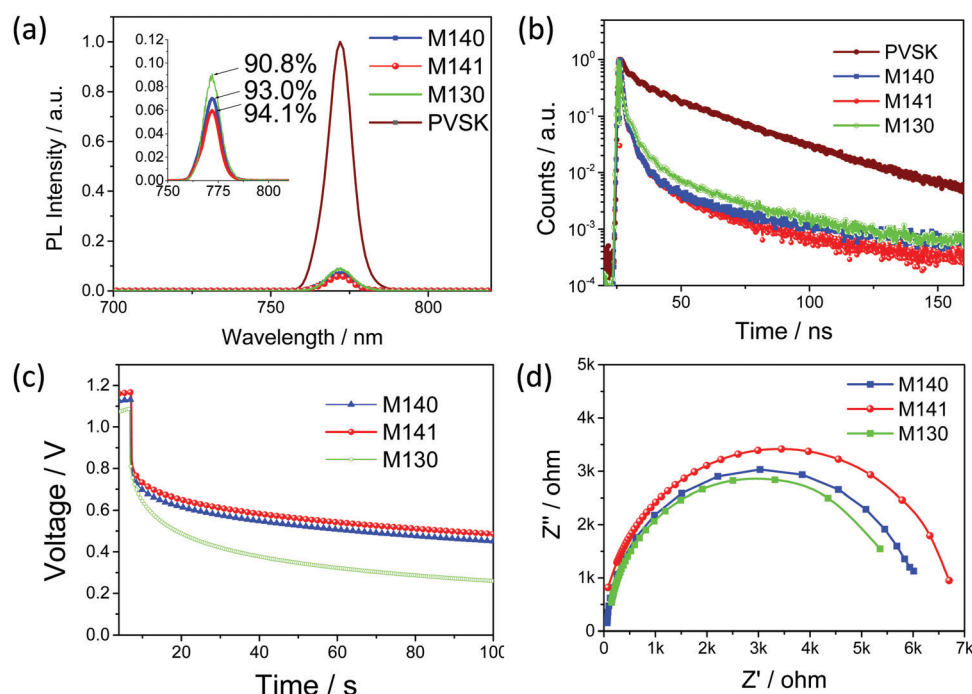 (a)
PL Intensity / a.u.
1.0
0.8
0.6
0.4
0.2
0.0
700
750
800
Wavelength / nm
0.12
0.10
0.08
0.06
0.04
0.02
0.00
750
775
800
90.8%
93.0%
94.1%
M140
M141
M130
PVSK
(b)
Counts / a.u.
10⁰
10⁻¹
10⁻²
10⁻³
10⁻⁴
50
100
150
Time / ns
PVSK
M140
M141
M130
(c)
Voltage / V
1.2
1.0
0.8
0.6
0.4
0.2
0.0
20
40
60
80
100
Time / s
M140
M141
M130
(d)
Z'' / ohm
5k
4k
3k
2k
1k
0
0
1k
2k
3k
4k
5k
6k
7k
Z' / ohm
M140
M141
M130